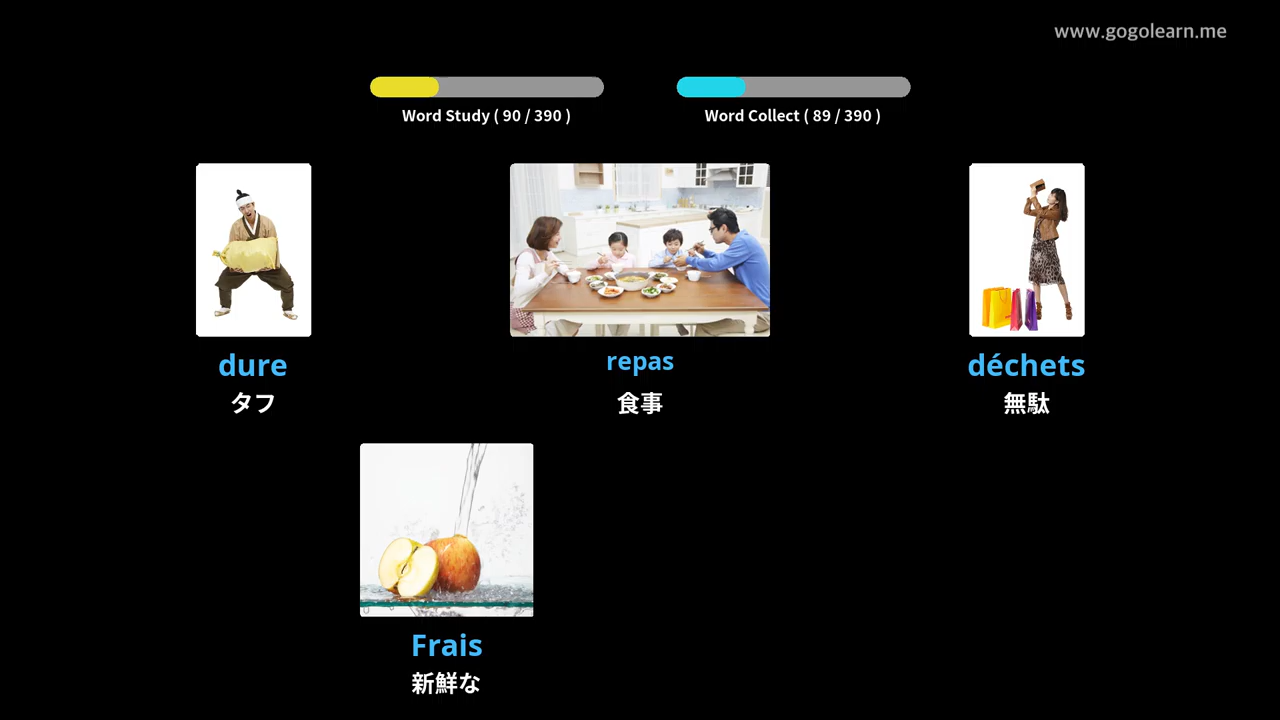 www.gogolearn.me
Word Study ( 90 / 390 )
Word Collect ( 89 / 390 )
dure
タフ
repas
食事
déchets
無駄
Frais
新鮮な